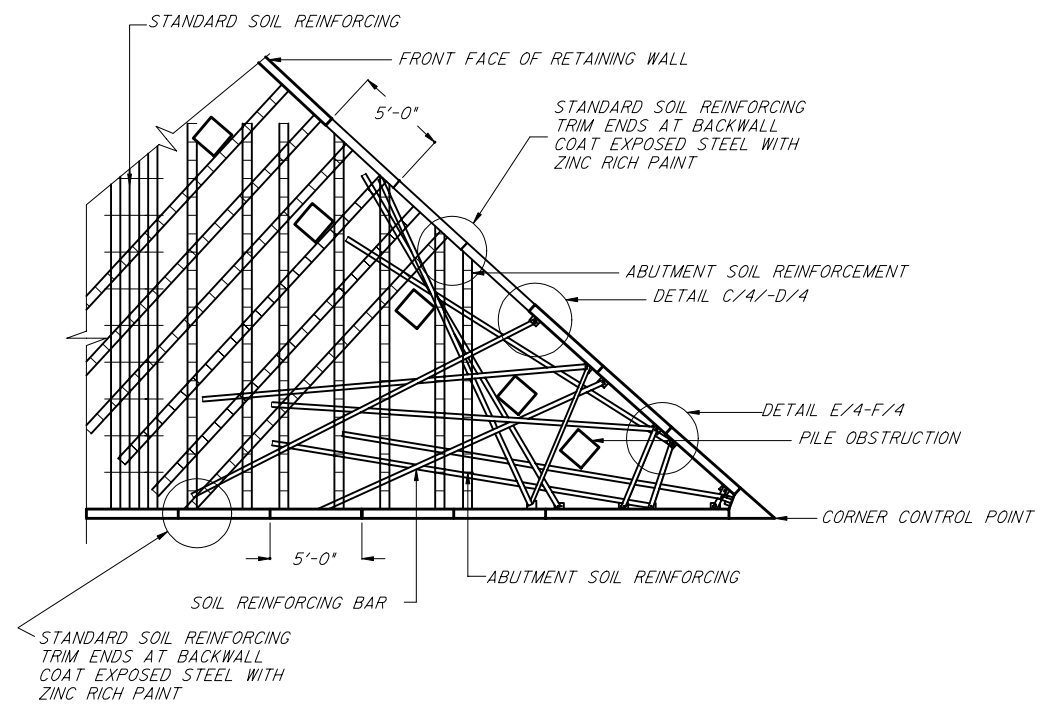 STANDARD SOIL REINFORCING
FRONT FACE OF RETAINING WALL
5'-0"
STANDARD SOIL REINFORCING
TRIM ENDS AT BACKWALL
COAT EXPOSED STEEL WITH
ZINC RICH PAINT
ABUTMENT SOIL REINFORCEMENT
DETAIL C/4/-D/4
DETAIL E/4-F/4
PILE OBSTRUCTION
CORNER CONTROL POINT
5'-0"
ABUTMENT SOIL REINFORCING
SOIL REINFORCING BAR
STANDARD SOIL REINFORCING
TRIM ENDS AT BACKWALL
COAT EXPOSED STEEL WITH
ZINC RICH PAINT